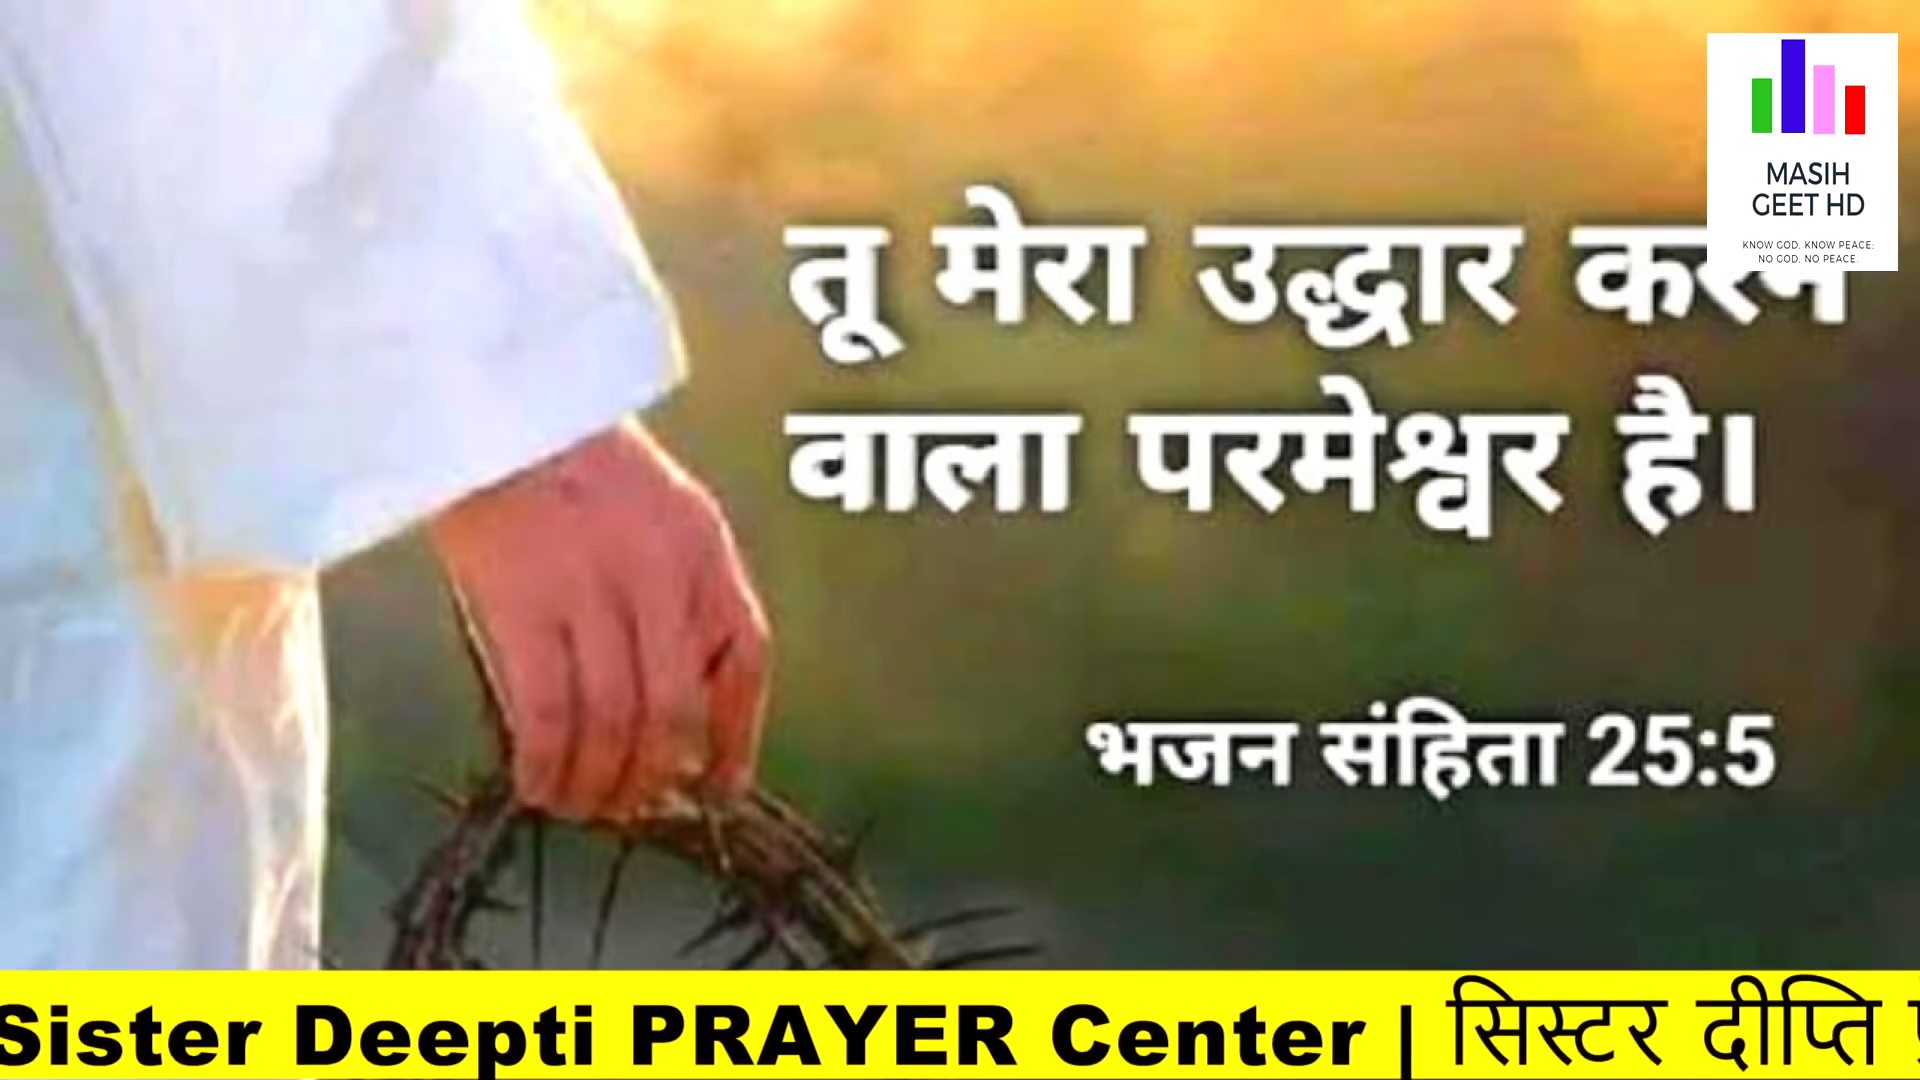 MASIH
GEET HD
KNOW GOD, KNOW PEACE;
NO GOD, NO PEACE.
तू मेरा उद्धार
वाला परमेश्वर है।
भजन संहिता 25:5
Sister Deepti PRAYER Center | सिस्टर दीप्ति